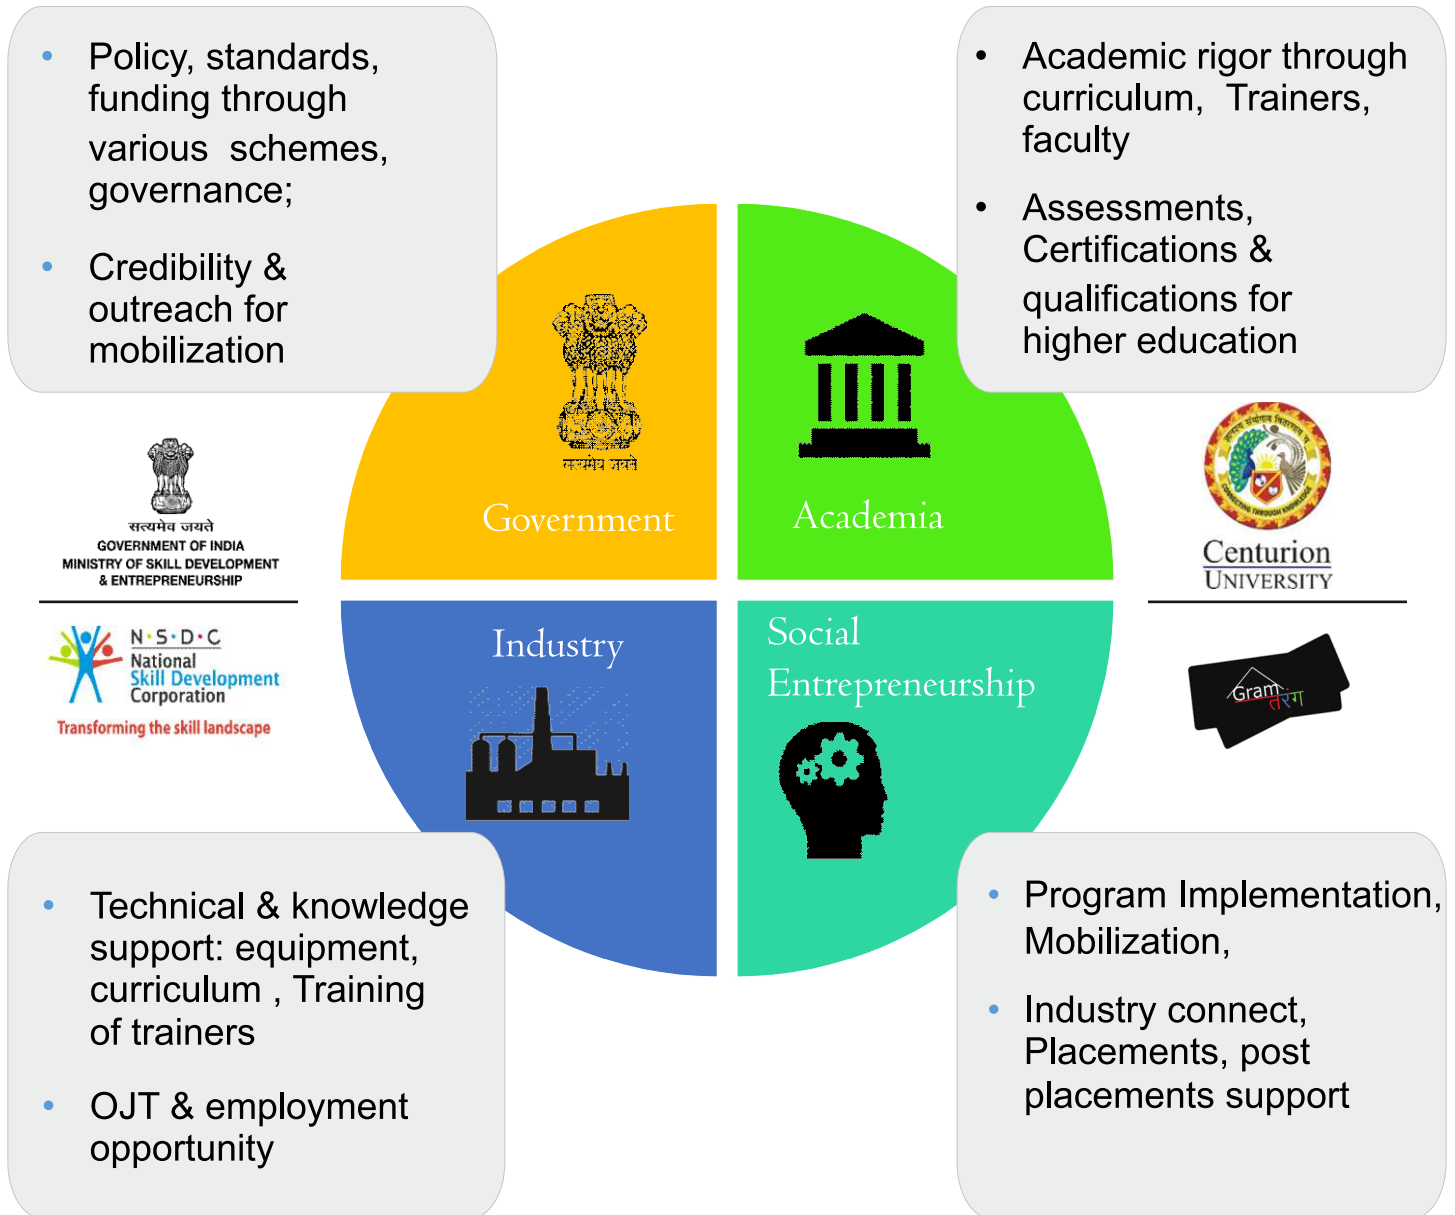 • Policy, standards,
funding through
various schemes,
governance;
• Credibility &
outreach for
mobilization
• Academic rigor through
curriculum, Trainers,
faculty
• Assessments,
Certifications &
qualifications for
higher education
सत्यमेव जयते
Government
Academia
सत्यमेव जयते
GOVERNMENT OF INDIA
MINISTRY OF SKILL DEVELOPMENT
& ENTREPRENEURSHIP
N·S·D·C
National
Skill Development
Corporation
Transforming the skill landscape
Industry
Social
Entrepreneurship
CONNECTING THROUGH KNOWLEDGE
Centurion
UNIVERSITY
Gram
तरंग
• Technical & knowledge
support: equipment,
curriculum , Training
of trainers
• OJT & employment
opportunity
• Program Implementation,
Mobilization,
• Industry connect,
Placements, post
placements support